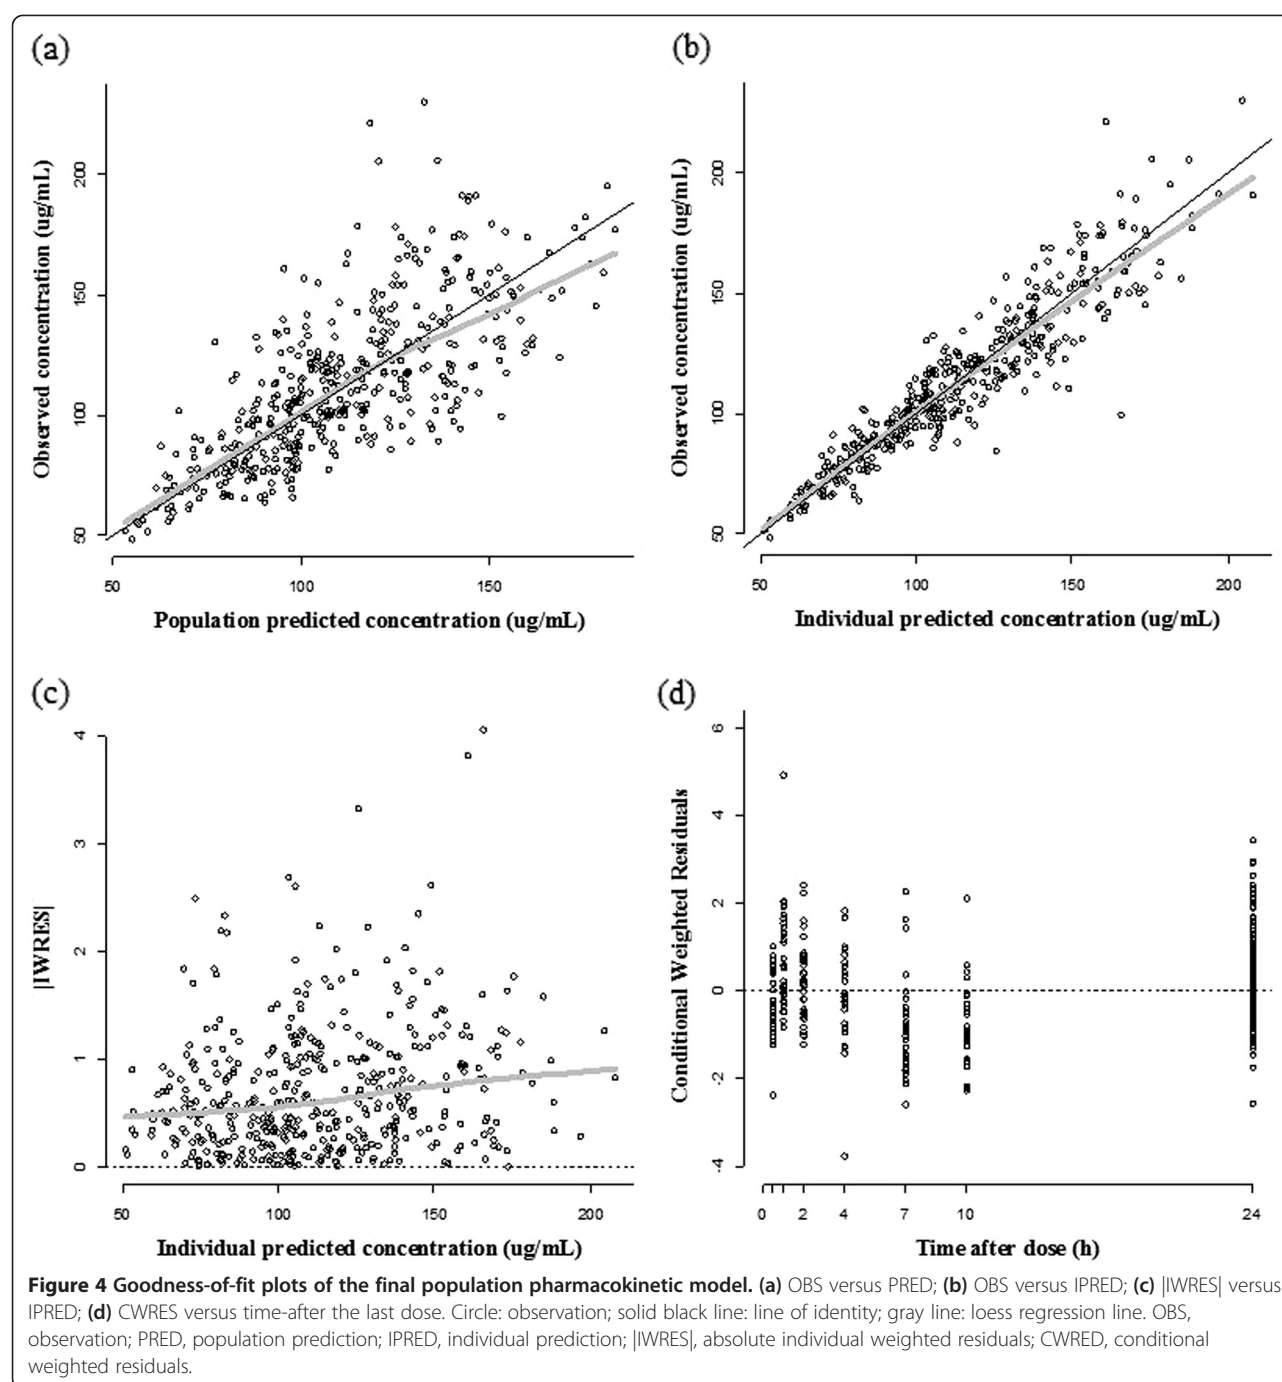 (a)
Observed concentration (ug/mL)
200
150
100
50
50
100
150
Population predicted concentration (ug/mL)
(b)
Observed concentration (ug/mL)
200
150
100
50
50
100
150
200
Individual predicted concentration (ug/mL)
(c)
|IWRES|
4
3
2
1
0
50
100
150
200
Individual predicted concentration (ug/mL)
(d)
Conditional Weighted Residuals
6
4
2
0
-2
-4
0
2
4
7
10
24
Time after dose (h)
Figure 4 Goodness-of-fit plots of the final population pharmacokinetic model. (a) OBS versus PRED; (b) OBS versus IPRED; (c) |IWRES| versus
IPRED; (d) CWRES versus time-after the last dose. Circle: observation; solid black line: line of identity; gray line: loess regression line. OBS,
observation; PRED, population prediction; IPRED, individual prediction; |IWRES|, absolute individual weighted residuals; CWRED, conditional
weighted residuals.